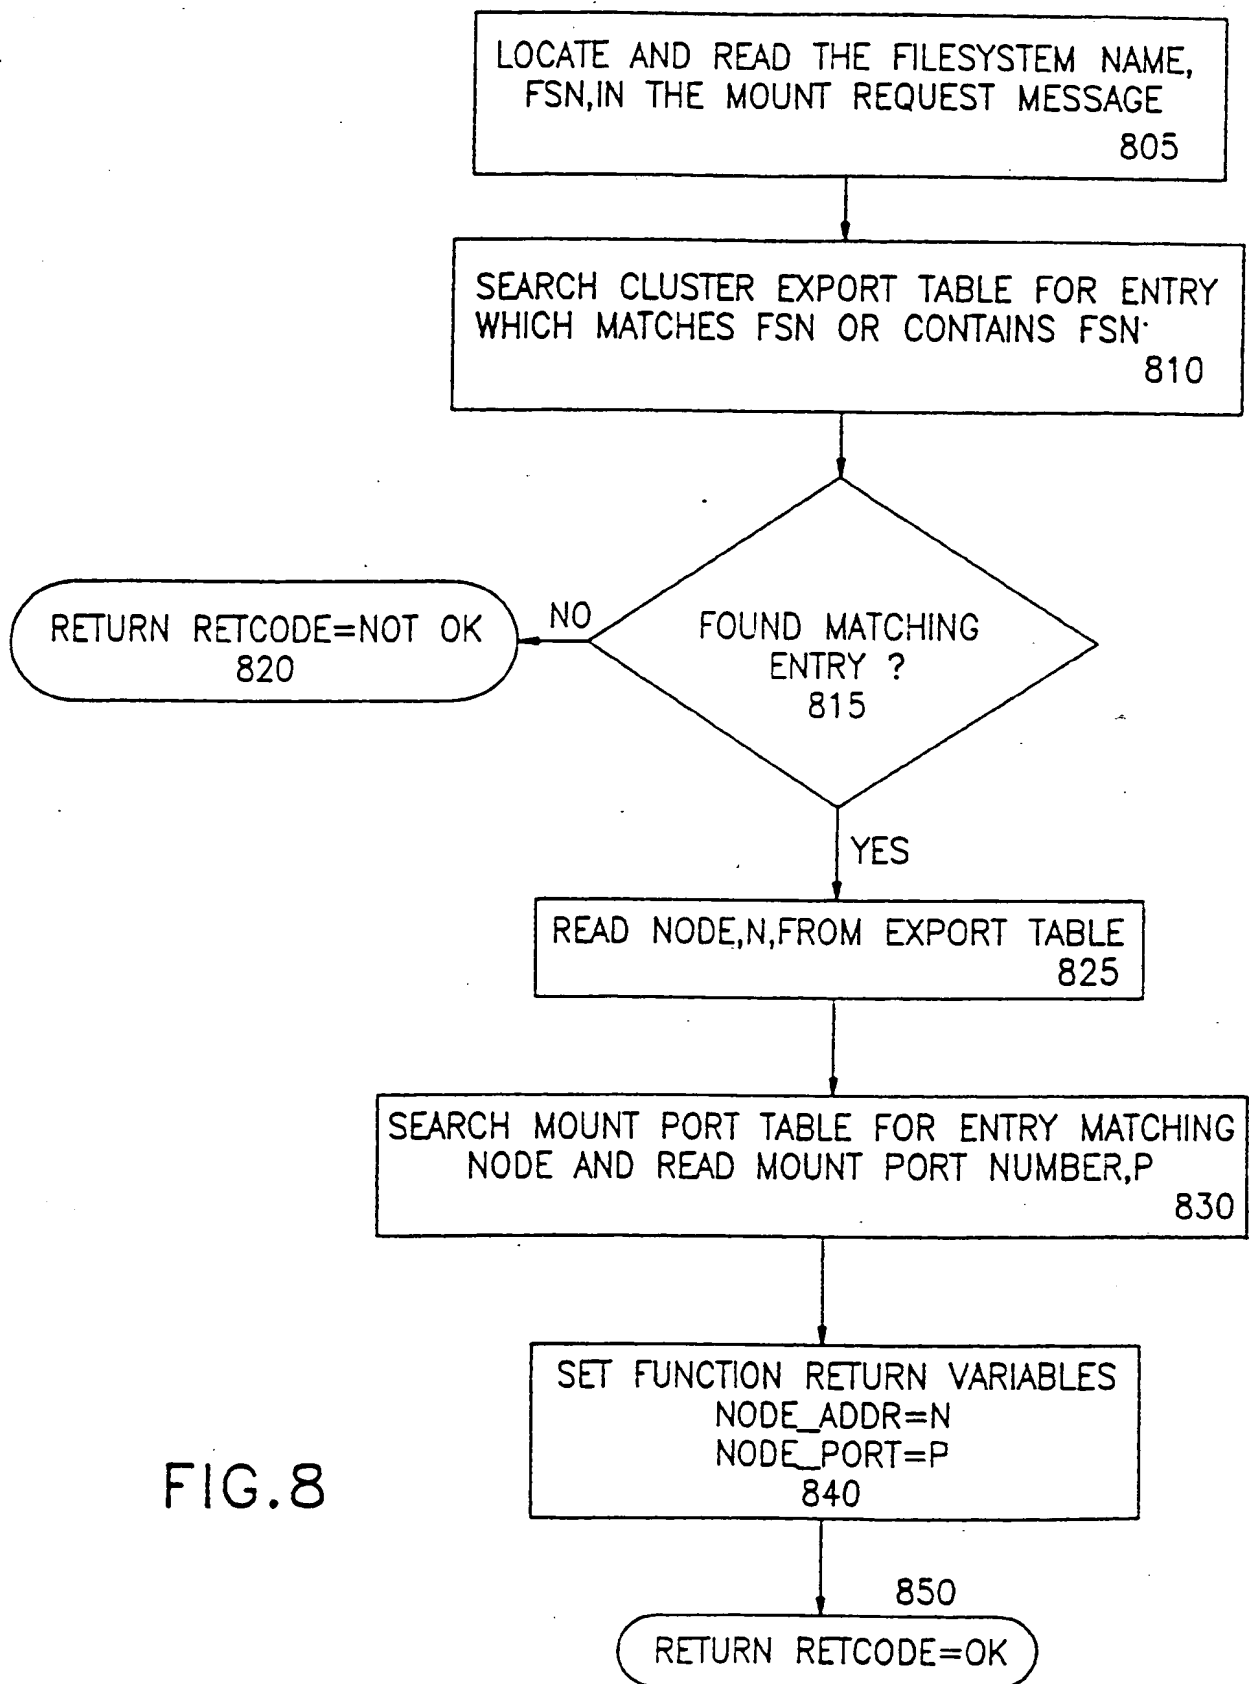 LOCATE AND READ THE FILESYSTEM NAME,
FSN,IN THE MOUNT REQUEST MESSAGE
805
SEARCH CLUSTER EXPORT TABLE FOR ENTRY
WHICH MATCHES FSN OR CONTAINS FSN
810
FOUND MATCHING
ENTRY ?
815
NO
RETURN RETCODE=NOT OK
820
YES
READ NODE,N,FROM EXPORT TABLE
825
SEARCH MOUNT PORT TABLE FOR ENTRY MATCHING
NODE AND READ MOUNT PORT NUMBER,P
830
SET FUNCTION RETURN VARIABLES
NODE_ADDR=N
NODE_PORT=P
840
850
RETURN RETCODE=OK
FIG.8